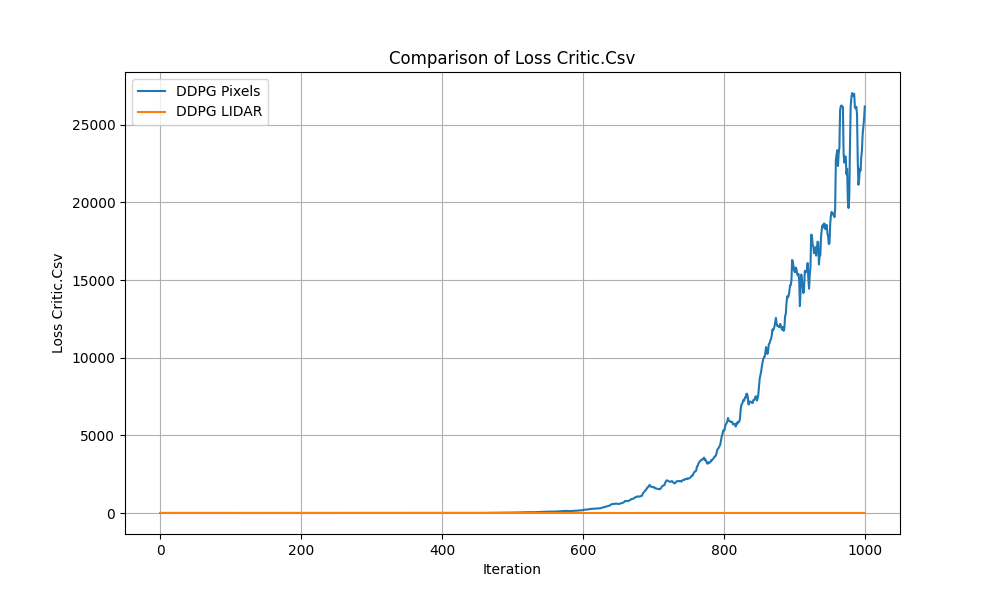 Comparison of Loss Critic.Csv
DDPG Pixels
DDPG LIDAR
25000
20000
15000
10000
5000
0
Loss Critic.Csv
0 200 400 600 800 1000
Iteration